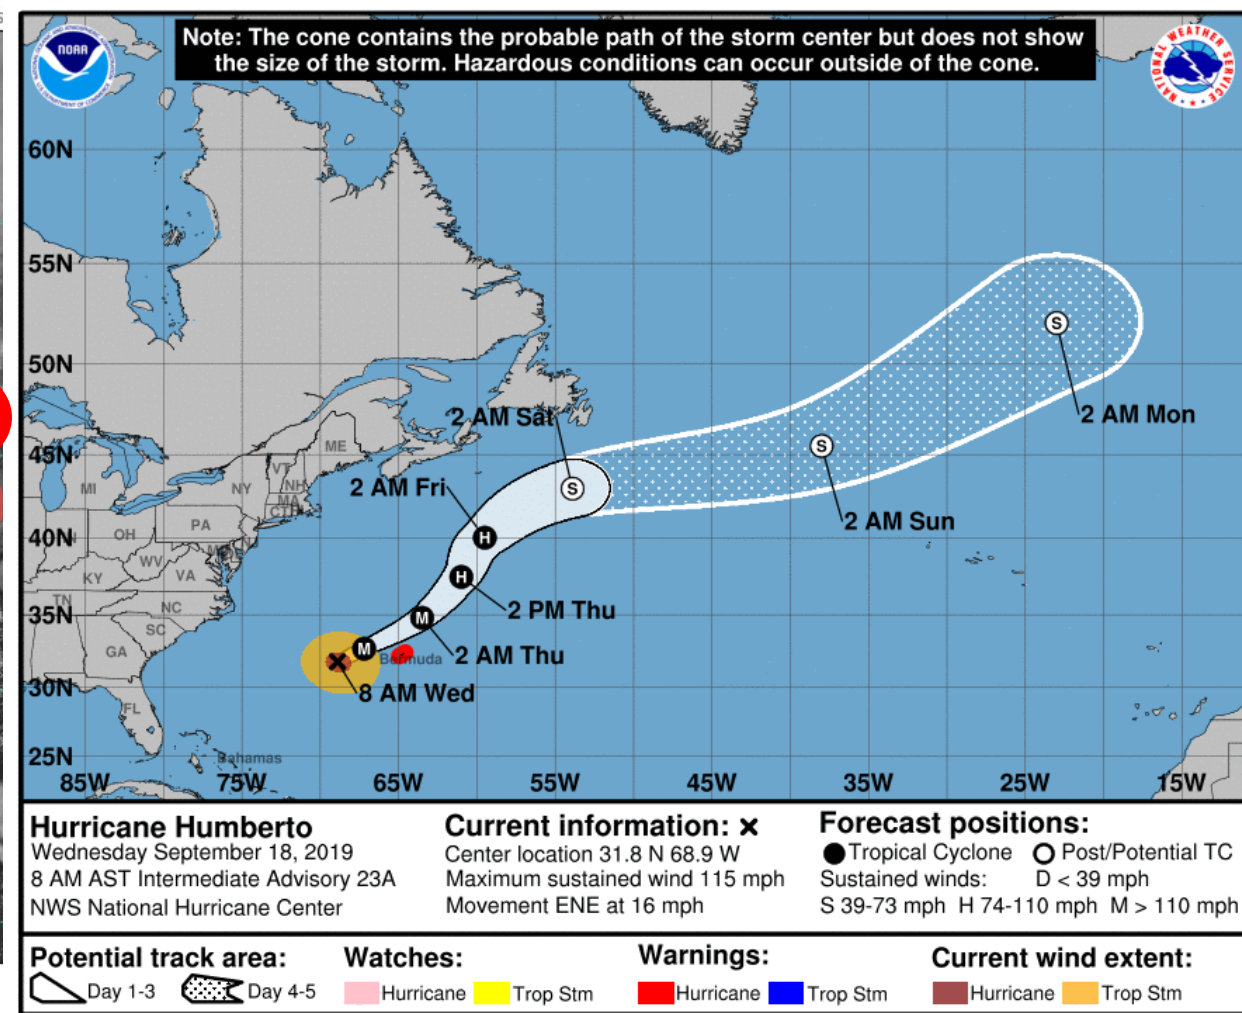 Note: The cone contains the probable path of the storm center but does not show
the size of the storm. Hazardous conditions can occur outside of the cone.
NOAA
NATIONAL WEATHER SERVICE
60N
55N
50N
2 AM Sat
2 AM Mon
S
45N
ME
VT
NH
MI
NY
MA
CT
2 AM Fri
S
S
2 AM Sun
40N
PA
OH
WV
H
KY
VA
H
2 PM Thu
TN
NC
35N
M
SC
2 AM Thu
GA
M
Bermuda
30N
8 AM Wed
FL
25N
Bahamas
85W 75W 65W 55W 45W 35W 25W 15W
Hurricane Humberto
Wednesday September 18, 2019
8 AM AST Intermediate Advisory 23A
NWS National Hurricane Center
Current information: ×
Center location 31.8 N 68.9 W
Maximum sustained wind 115 mph
Movement ENE at 16 mph
Forecast positions:
Tropical Cyclone Post/Potential TC
Sustained winds: D < 39 mph
S 39-73 mph H 74-110 mph M > 110 mph
Potential track area:
Day 1-3 Day 4-5
Watches:
Hurricane Trop Stm
Warnings:
Hurricane Trop Stm
Current wind extent:
Hurricane Trop Stm